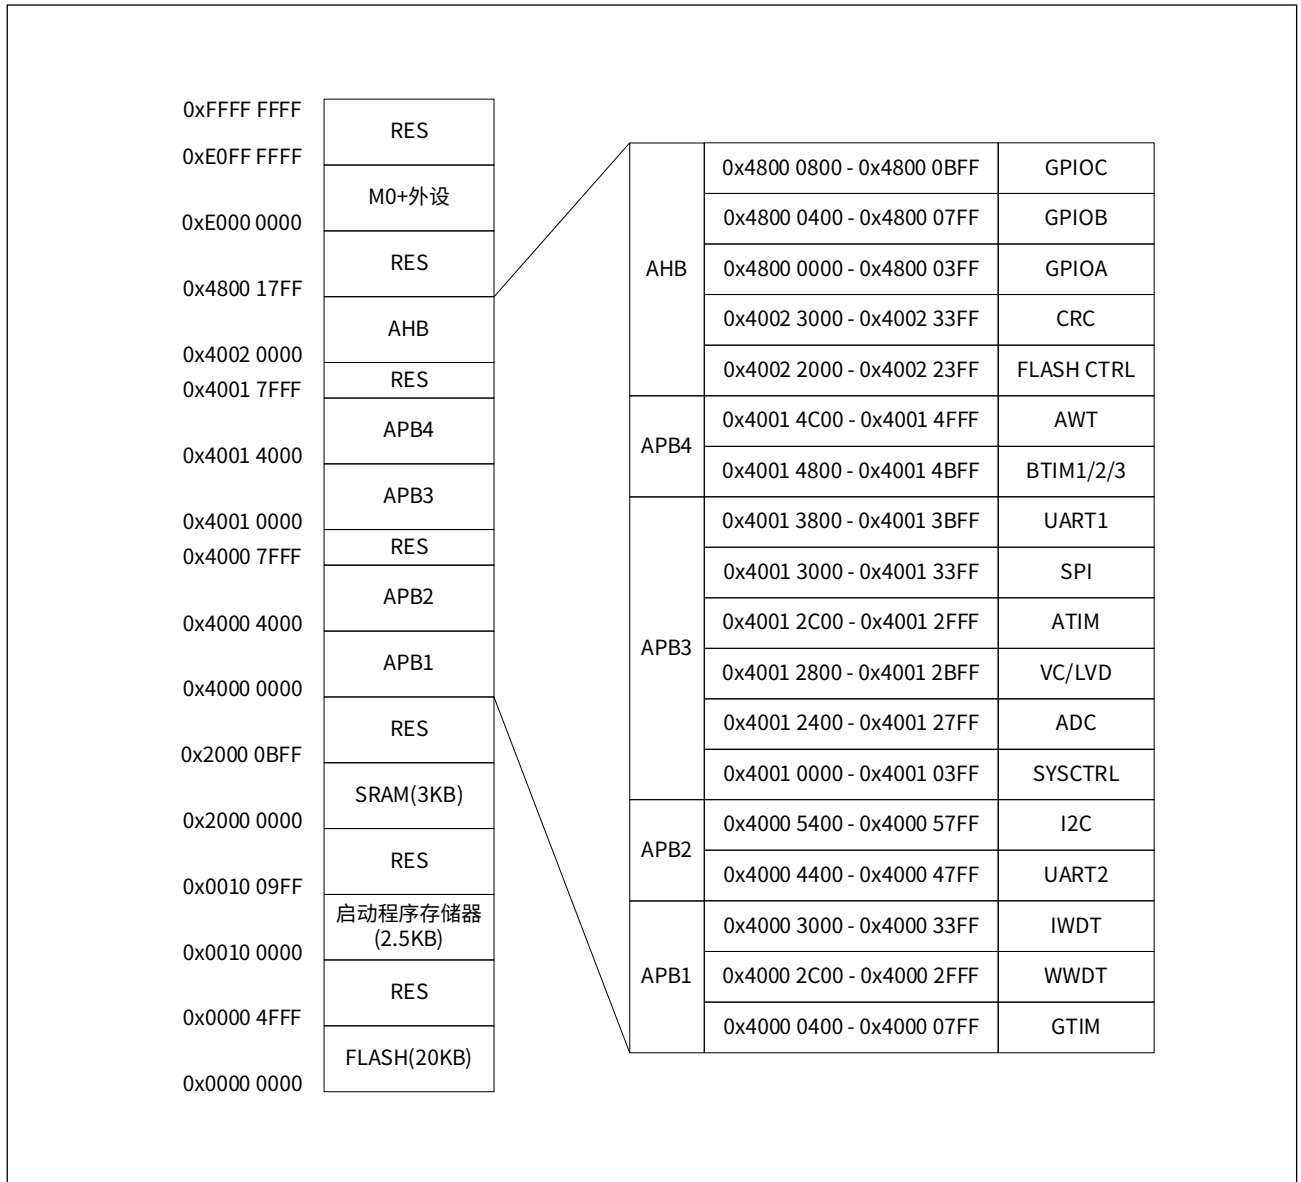 0xFFFF FFFF
RES
0xE0FF FFFF
M0+外设
0xE000 0000
RES
0x4800 17FF
AHB
0x4002 0000
RES
0x4001 7FFF
APB4
0x4001 4000
APB3
0x4001 0000
RES
0x4000 7FFF
APB2
0x4000 4000
APB1
0x4000 0000
RES
0x2000 0BFF
SRAM(3KB)
0x2000 0000
RES
0x0010 09FF
启动程序存储器
(2.5KB)
0x0010 0000
RES
0x0000 4FFF
FLASH(20KB)
0x0000 0000
AHB
0x4800 0800 - 0x4800 0BFF GPIOC
0x4800 0400 - 0x4800 07FF GPIOB
0x4800 0000 - 0x4800 03FF GPIOA
0x4002 3000 - 0x4002 33FF CRC
0x4002 2000 - 0x4002 23FF FLASH CTRL
APB4
0x4001 4C00 - 0x4001 4FFF AWT
0x4001 4800 - 0x4001 4BFF BTIM1/2/3
APB3
0x4001 3800 - 0x4001 3BFF UART1
0x4001 3000 - 0x4001 33FF SPI
0x4001 2C00 - 0x4001 2FFF ATIM
0x4001 2800 - 0x4001 2BFF VC/LVD
0x4001 2400 - 0x4001 27FF ADC
0x4001 0000 - 0x4001 03FF SYSCTRL
APB2
0x4000 5400 - 0x4000 57FF I2C
0x4000 4400 - 0x4000 47FF UART2
APB1
0x4000 3000 - 0x4000 33FF IWDT
0x4000 2C00 - 0x4000 2FFF WWDT
0x4000 0400 - 0x4000 07FF GTIM